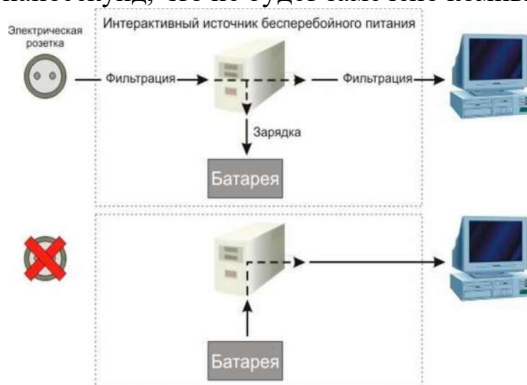 Интерактивный источник бесперебойного питания
Электрическая
розетка
Фильтрация
Фильтрация
Зарядка
Батарея
Батарея